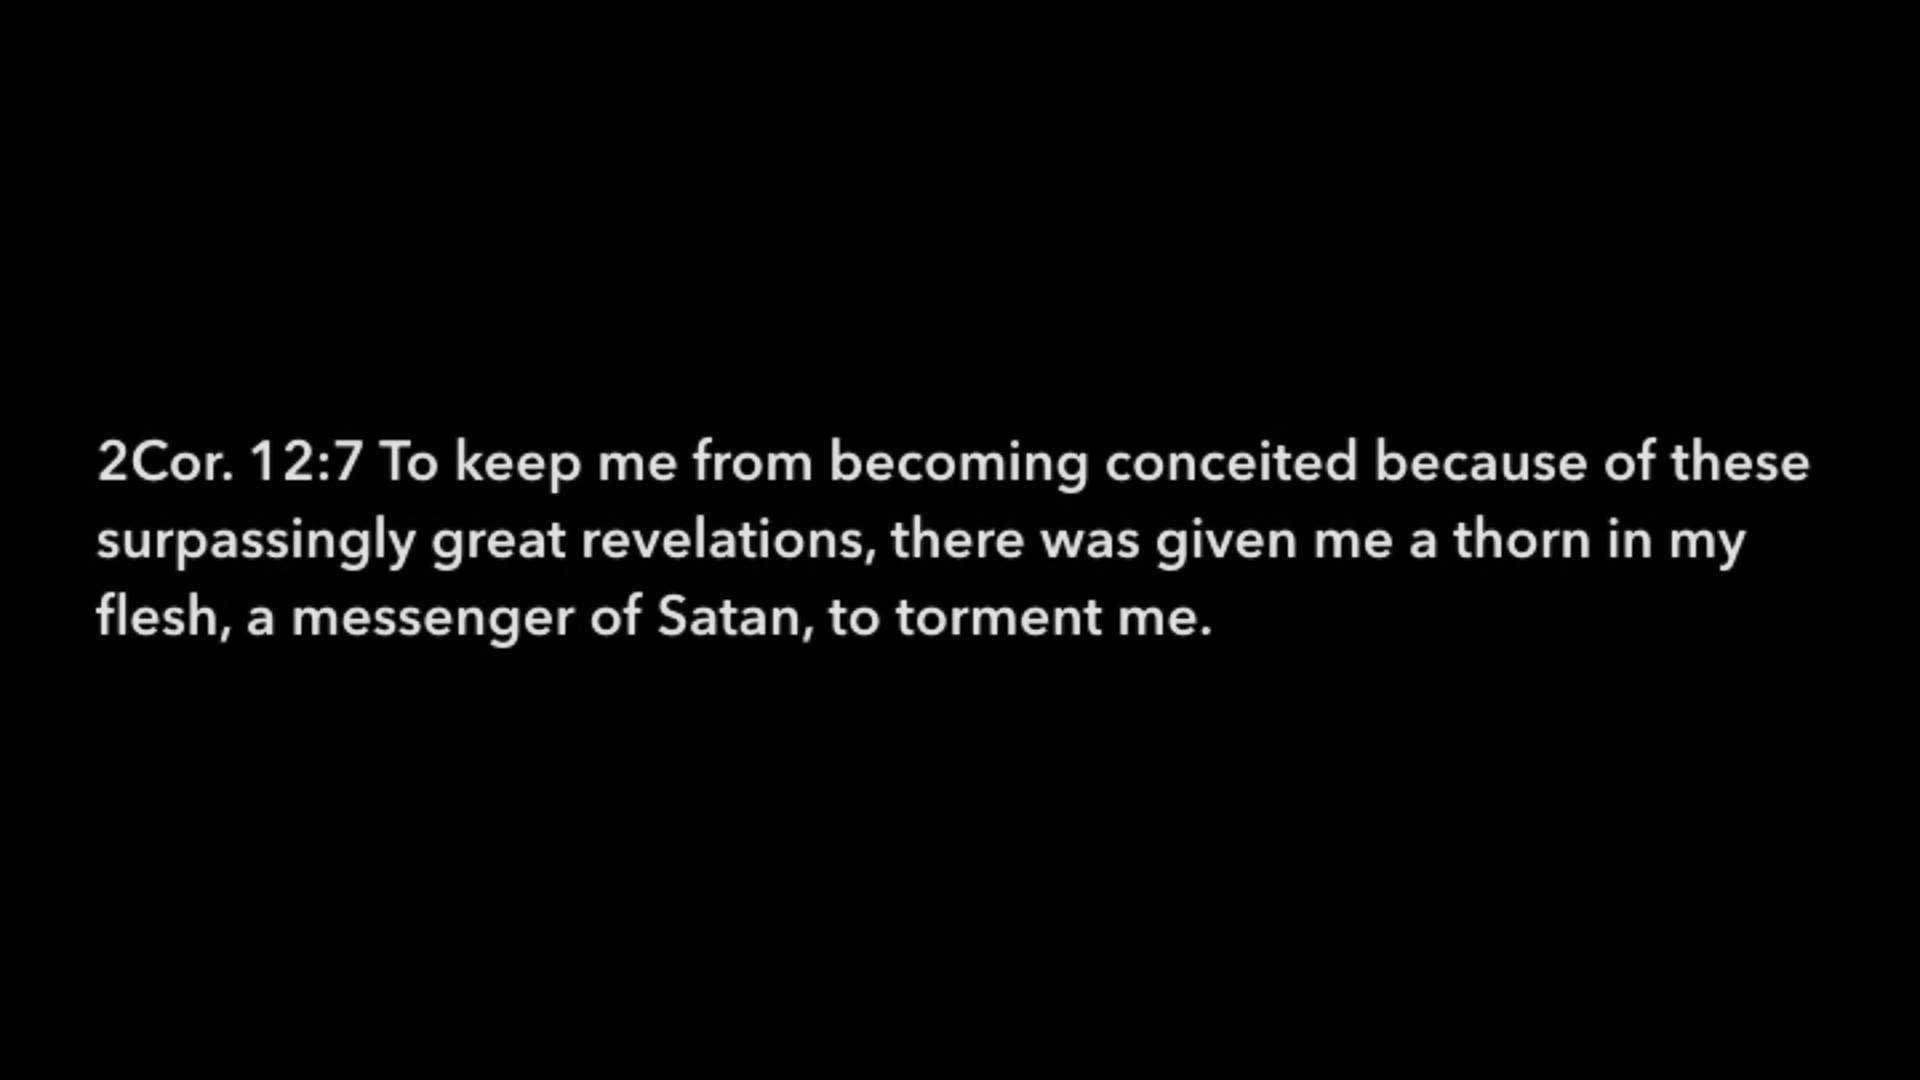 2Cor. 12:7 To keep me from becoming conceited because of these
surpassingly great revelations, there was given me a thorn in my
flesh, a messenger of Satan, to torment me.